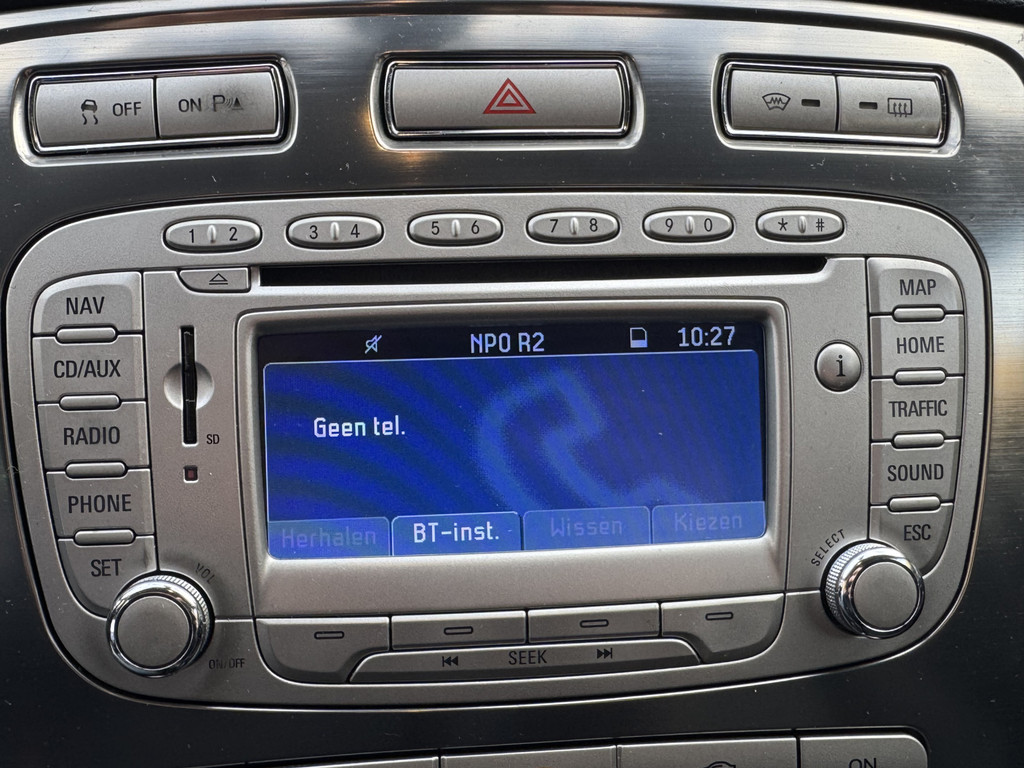 OFF ON P
1 2 3 4 5 6 7 8 9 0 * #
NAV
CD/AUX
RADIO
PHONE
SET
SD
VOL
ON/OFF
NPO R2 10:27
Geen tel.
Herhalen BT-inst. Wissen Kiezen
SEEK
i
MAP
HOME
TRAFFIC
SOUND
ESC
SELECT
ON